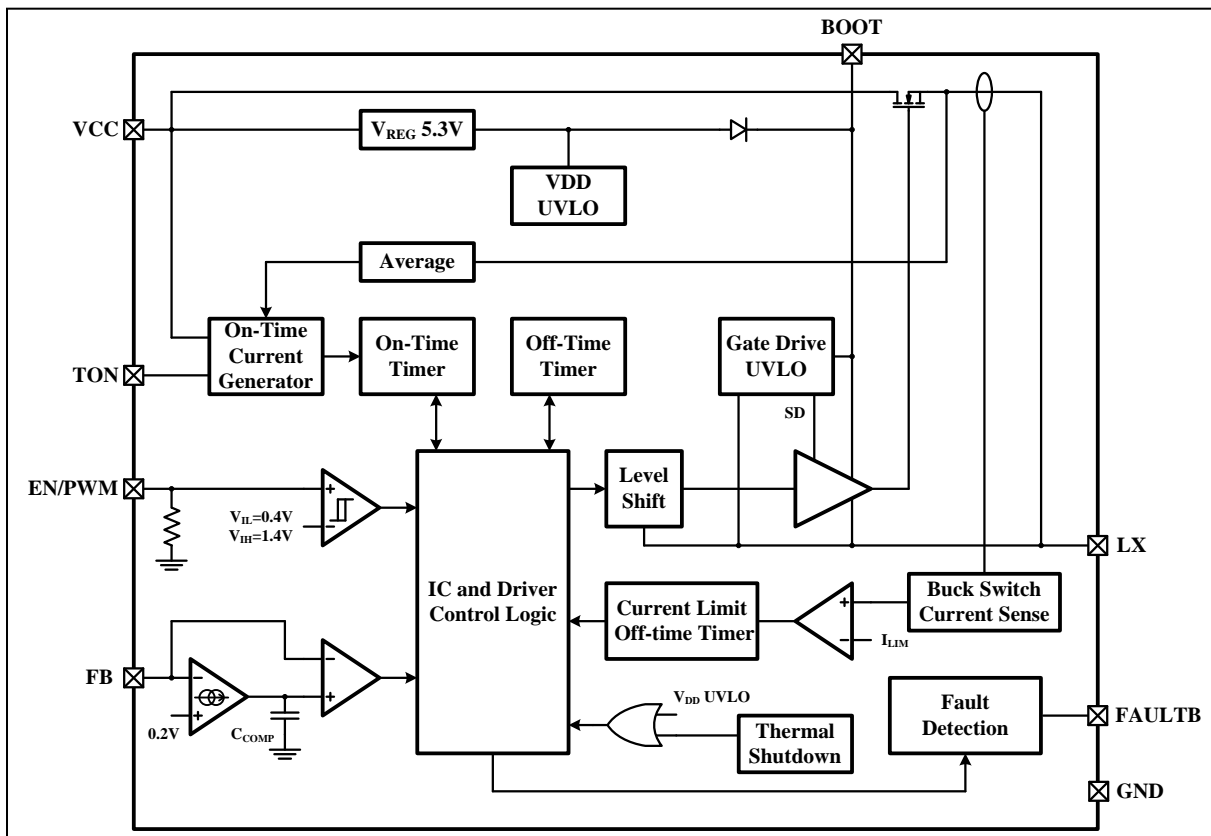 BOOT
VCC
VREG 5.3V
VDD
UVLO
Average
On-Time
Current
Generator
On-Time
Timer
Off-Time
Timer
Gate Drive
UVLO
TON
SD
EN/PWM
VIL=0.4V
VIH=1.4V
Level
Shift
LX
IC and Driver
Control Logic
Current Limit
Off-time Timer
ILIM
Buck Switch
Current Sense
FB
0.2V
CCOMP
VDD UVLO
Thermal
Shutdown
Fault
Detection
FAULTB
GND